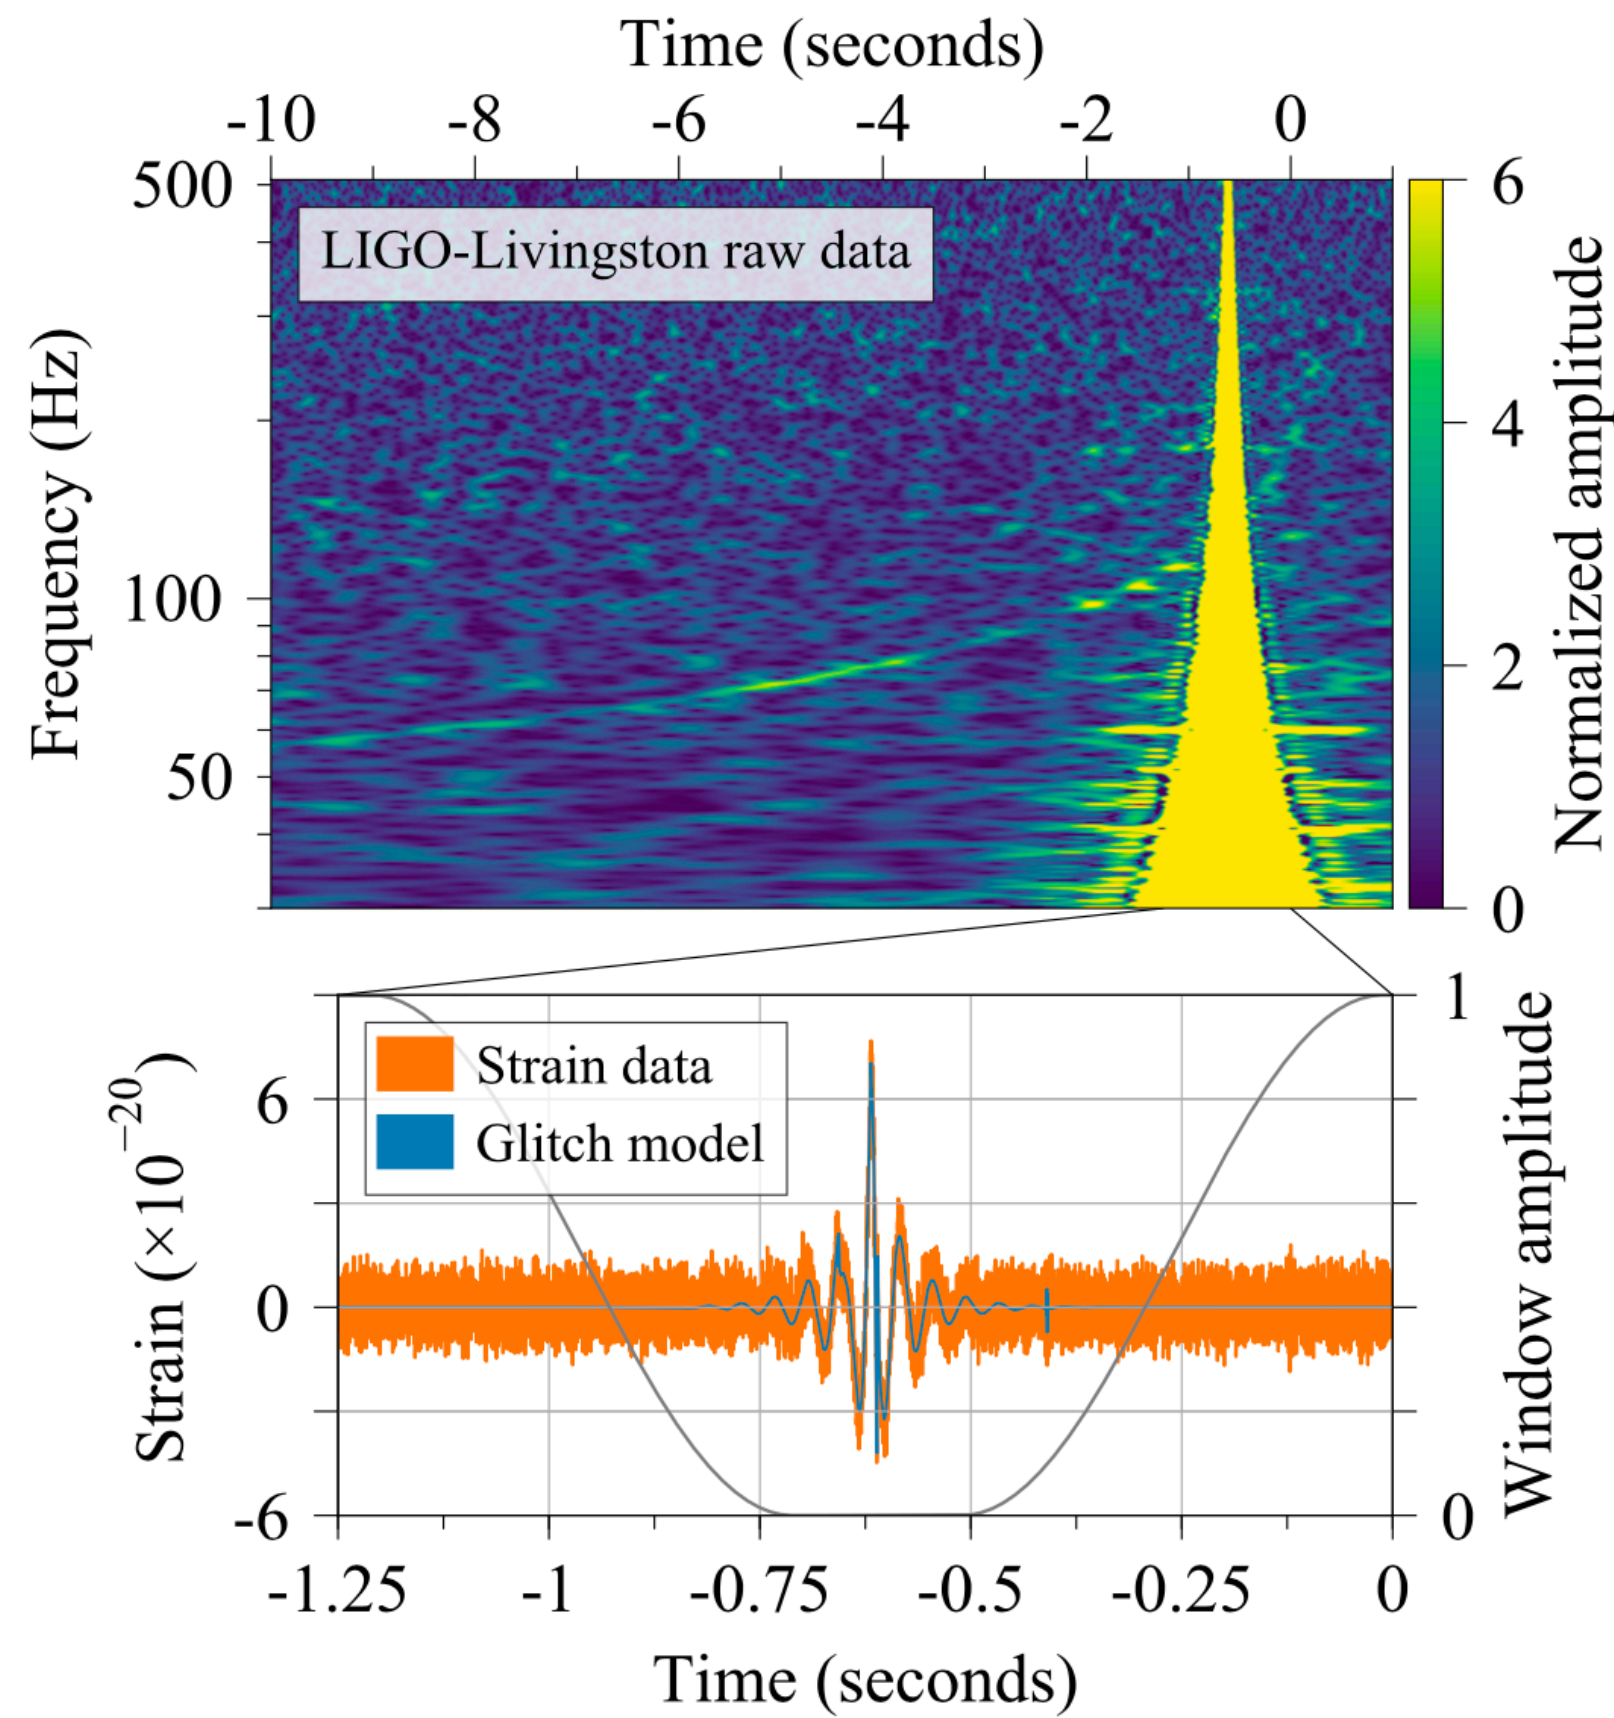 Time (seconds)
-10 -8 -6 -4 -2 0
500
100
50
Frequency (Hz)
LIGO-Livingston raw data
6
4
2
0
Normalized amplitude
Strain data
Glitch model
6
0
-6
Strain (×10⁻²⁰)
1
0
Window amplitude
-1.25 -1 -0.75 -0.5 -0.25 0
Time (seconds)